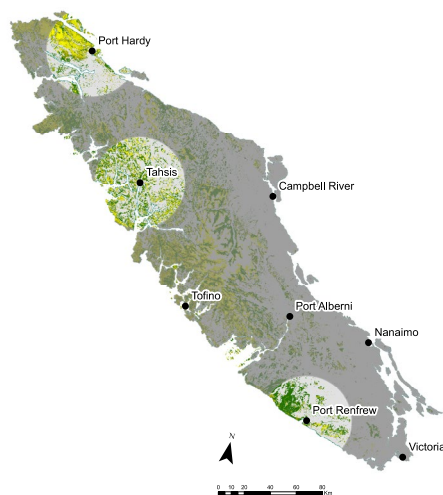 Port Hardy
Tahsis
Campbell River
Tofino
Port Alberni
Nanaimo
Port Renfrew
Victoria
N
0 10 20 40 60 80
Km